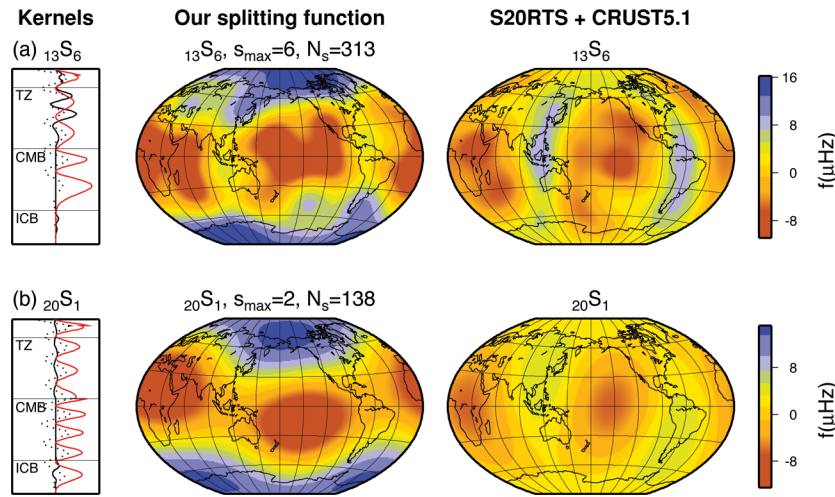 Kernels Our splitting function S20RTS + CRUST5.1
(a) ₁₃S₆ ₁₃S₆, sₘₐₓ=6, Nₛ=313 ₁₃S₆
TZ
CMB
ICB
16
8
0
-8
f(μHz)
(b) ₂₀S₁ ₂₀S₁, sₘₐₓ=2, Nₛ=138 ₂₀S₁
TZ
CMB
ICB
8
0
-8
f(μHz)